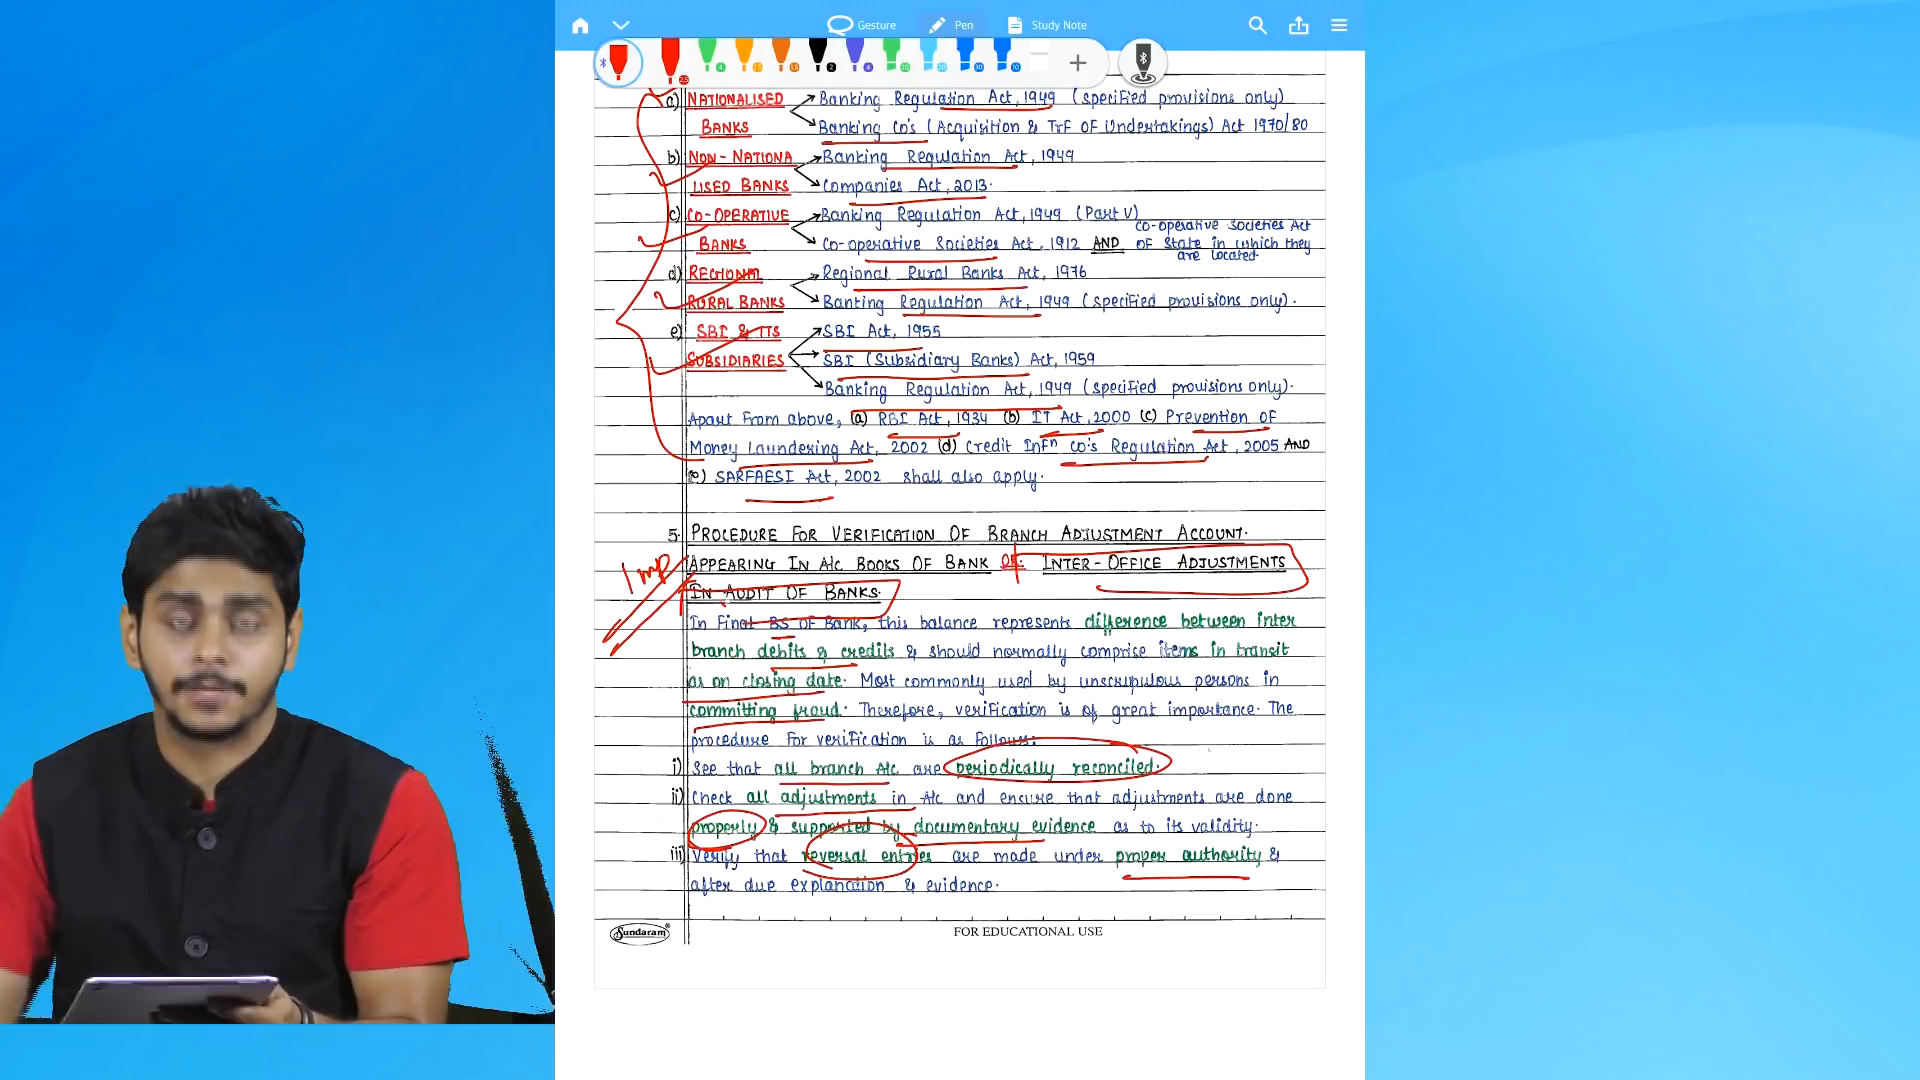 Gesture Pen Study Note
a) NATIONALISED Banking Regulation Act, 1949 (specified provisions only)
BANKS Banking Co's (Acquisition & Trf OF Undertakings) Act 1970/80
b) NON-NATIONA Banking Regulation Act, 1949
LISED BANKS Companies Act, 2013.
c) CO-OPERATIVE Banking Regulation Act, 1949 (Part V)
BANKS Co-operative Societies Act, 1912 AND Co-operative Societies Act
OF State in which they
are located.
d) REGIONAL Regional Rural Banks Act, 1976
RURAL BANKS Banking Regulation Act, 1949 (specified provisions only).
e) SBI & ITS SBI Act, 1955
SUBSIDIARIES SBI (Subsidiary Banks) Act, 1959
Banking Regulation Act, 1949 (specified provisions only).
Apart From above, (a) RBI Act, 1934 (b) IT Act, 2000 (c) Prevention OF
Money Laundering Act, 2002 (d) Credit Infn Co's Regulation Act, 2005 AND
(e) SARFAESI Act, 2002 shall also apply.
5. PROCEDURE FOR VERIFICATION OF BRANCH ADJUSTMENT ACCOUNT.
Imp APPEARING IN A/C BOOKS OF BANK OR INTER-OFFICE ADJUSTMENTS
IN AUDIT OF BANKS.
In Final BS OF Bank, this balance represents difference between inter
branch debits & credits & should normally comprise items in transit
as on closing date. Most commonly used by unscrupulous persons in
committing fraud. Therefore, verification is of great importance. The
procedure For verification is as Follows:
i) See that all branch A/c are periodically reconciled.
ii) Check all adjustments in A/c and ensure that adjustments are done
properly & supported by documentary evidence as to its validity.
iii) Verify that reversal entries are made under proper authority &
after due explanation & evidence.
Sundaram FOR EDUCATIONAL USE